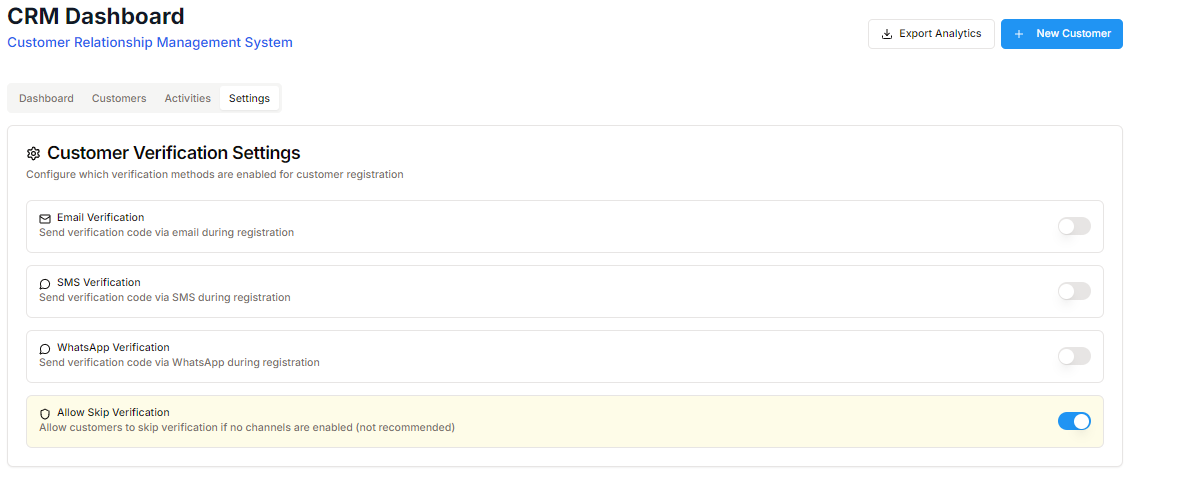 CRM Dashboard
Customer Relationship Management System
Export Analytics
New Customer
Dashboard
Customers
Activities
Settings
Customer Verification Settings
Configure which verification methods are enabled for customer registration
Email Verification
Send verification code via email during registration
SMS Verification
Send verification code via SMS during registration
WhatsApp Verification
Send verification code via WhatsApp during registration
Allow Skip Verification
Allow customers to skip verification if no channels are enabled (not recommended)